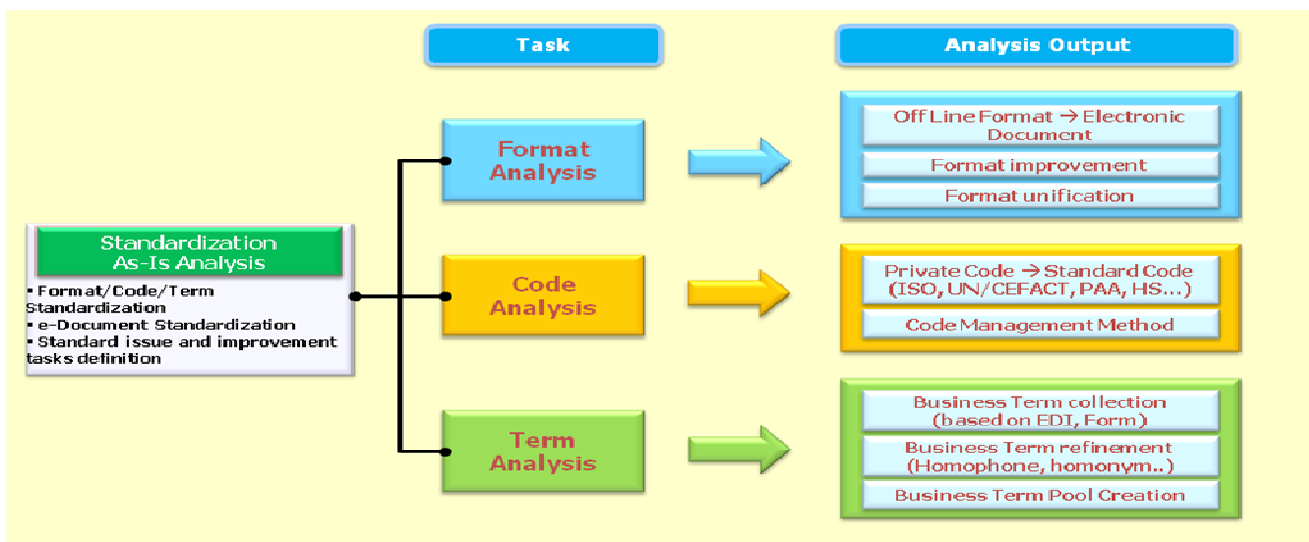 Task
Analysis Output
Format
Analysis
Off Line Format → Electronic
Document
Format improvement
Format unification
Standardization
As-Is Analysis
▪ Format/Code/Term
Standardization
▪ e-Document Standardization
▪ Standard issue and improvement
tasks definition
Code
Analysis
Private Code → Standard Code
(ISO, UN/CEFACT, PAA, HS...)
Code Management Method
Term
Analysis
Business Term collection
(based on EDI, Form)
Business Term refinement
(Homophone, homonym..)
Business Term Pool Creation